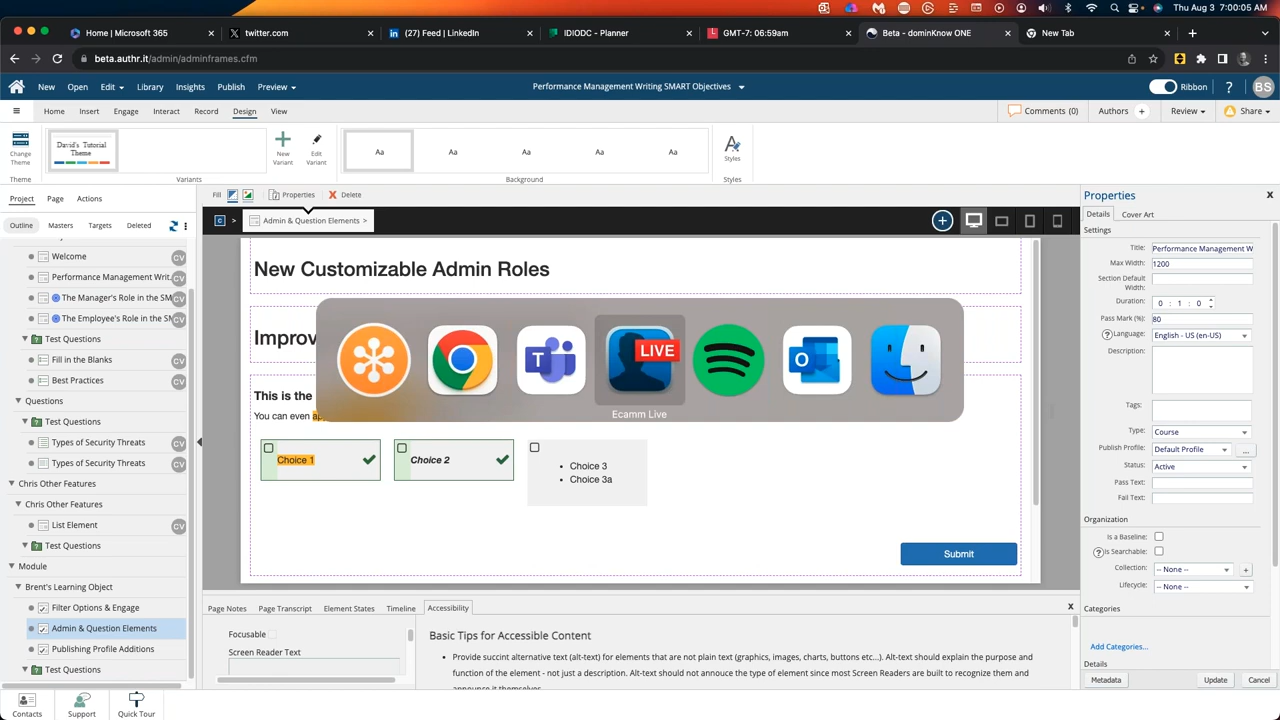 Thu Aug 3 7:00:05 AM
Home | Microsoft 365
twitter.com
(27) Feed | LinkedIn
IDIODC - Planner
GMT-7: 06:59am
Beta - dominKnow ONE
New Tab
beta.authr.it/admin/adminframes.cfm
New
Open
Edit
Library
Insights
Publish
Preview
Performance Management Writing SMART Objectives
Ribbon
?
BS
Home
Insert
Engage
Interact
Record
Design
View
Comments (0)
Authors
Review
Share
Change Theme
David's Tutorial Theme
New Variant
Edit Variant
Aa
Aa
Aa
Aa
Aa
Styles
Theme
Variants
Background
Styles
Project
Page
Actions
Fill
Properties
Delete
Outline
Masters
Targets
Deleted
C >
Admin & Question Elements >
Welcome CV
Performance Management Writ... CV
The Manager's Role in the SM CV
The Employee's Role in the SM CV
Test Questions
Fill in the Blanks
Best Practices
Questions
Test Questions
Types of Security Threats
Types of Security Threats
Chris Other Features
Chris Other Features
List Element CV
Test Questions
Module
Brent's Learning Object
Filter Options & Engage
Admin & Question Elements
Publishing Profile Additions
Test Questions
Contacts
Support
Quick Tour
New Customizable Admin Roles
Improv
LIVE
Ecamm Live
This is the
You can even ap
Choice 1
Choice 2
Choice 3
Choice 3a
Submit
Page Notes
Page Transcript
Element States
Timeline
Accessibility
Focusable
Screen Reader Text
Basic Tips for Accessible Content
Provide succint alternative text (alt-text) for elements that are not plain text (graphics, images, charts, buttons etc...). Alt-text should explain the purpose and
function of the element - not just a description. Alt-text should not annouce the type of element since most Screen Readers are built to recognize them and
announce it themselves
Properties
Details
Cover Art
Settings
Title: Performance Management W
Max Width: 1200
Section Default Width:
Duration: 0 : 1 : 0
Pass Mark (%): 80
Language: English - US (en-US)
Description:
Tags:
Type: Course
Publish Profile: Default Profile ...
Status: Active
Pass Text:
Fail Text:
Organization
Is a Baseline:
Is Searchable:
Collection: -- None --
Lifecycle: -- None --
Categories
Add Categories...
Details
Metadata
Update
Cancel